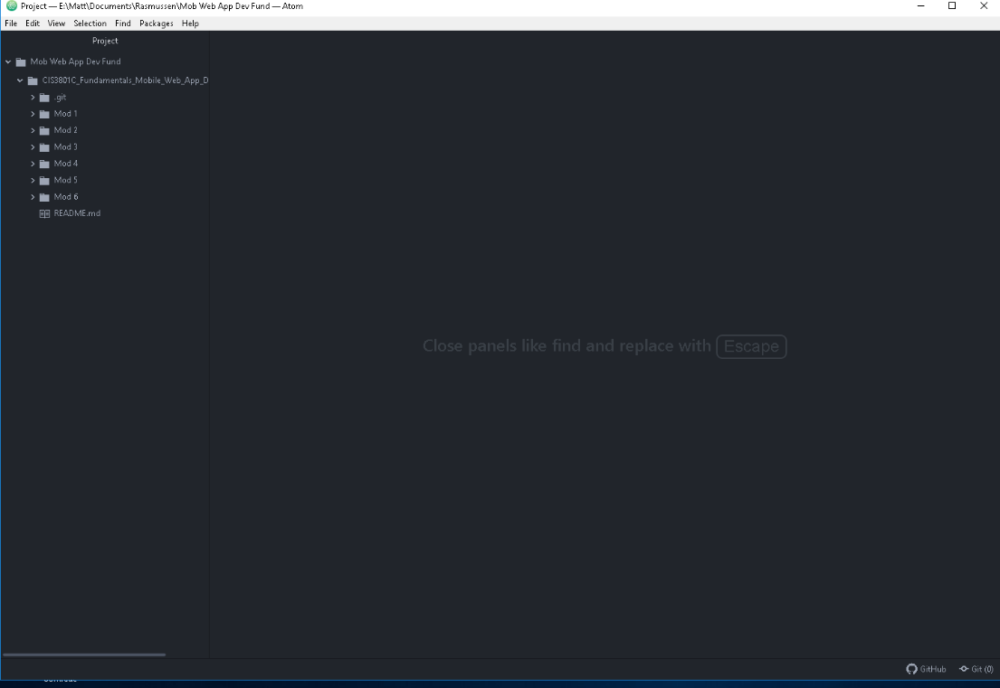 Project — E:\Matt\Documents\Rasmussen\Mob Web App Dev Fund — Atom
File Edit View Selection Find Packages Help
Project
Mob Web App Dev Fund
CIS3801C_Fundamentals_Mobile_Web_App_D
.git
Mod 1
Mod 2
Mod 3
Mod 4
Mod 5
Mod 6
README.md
Close panels like find and replace with Escape
GitHub Git (0)